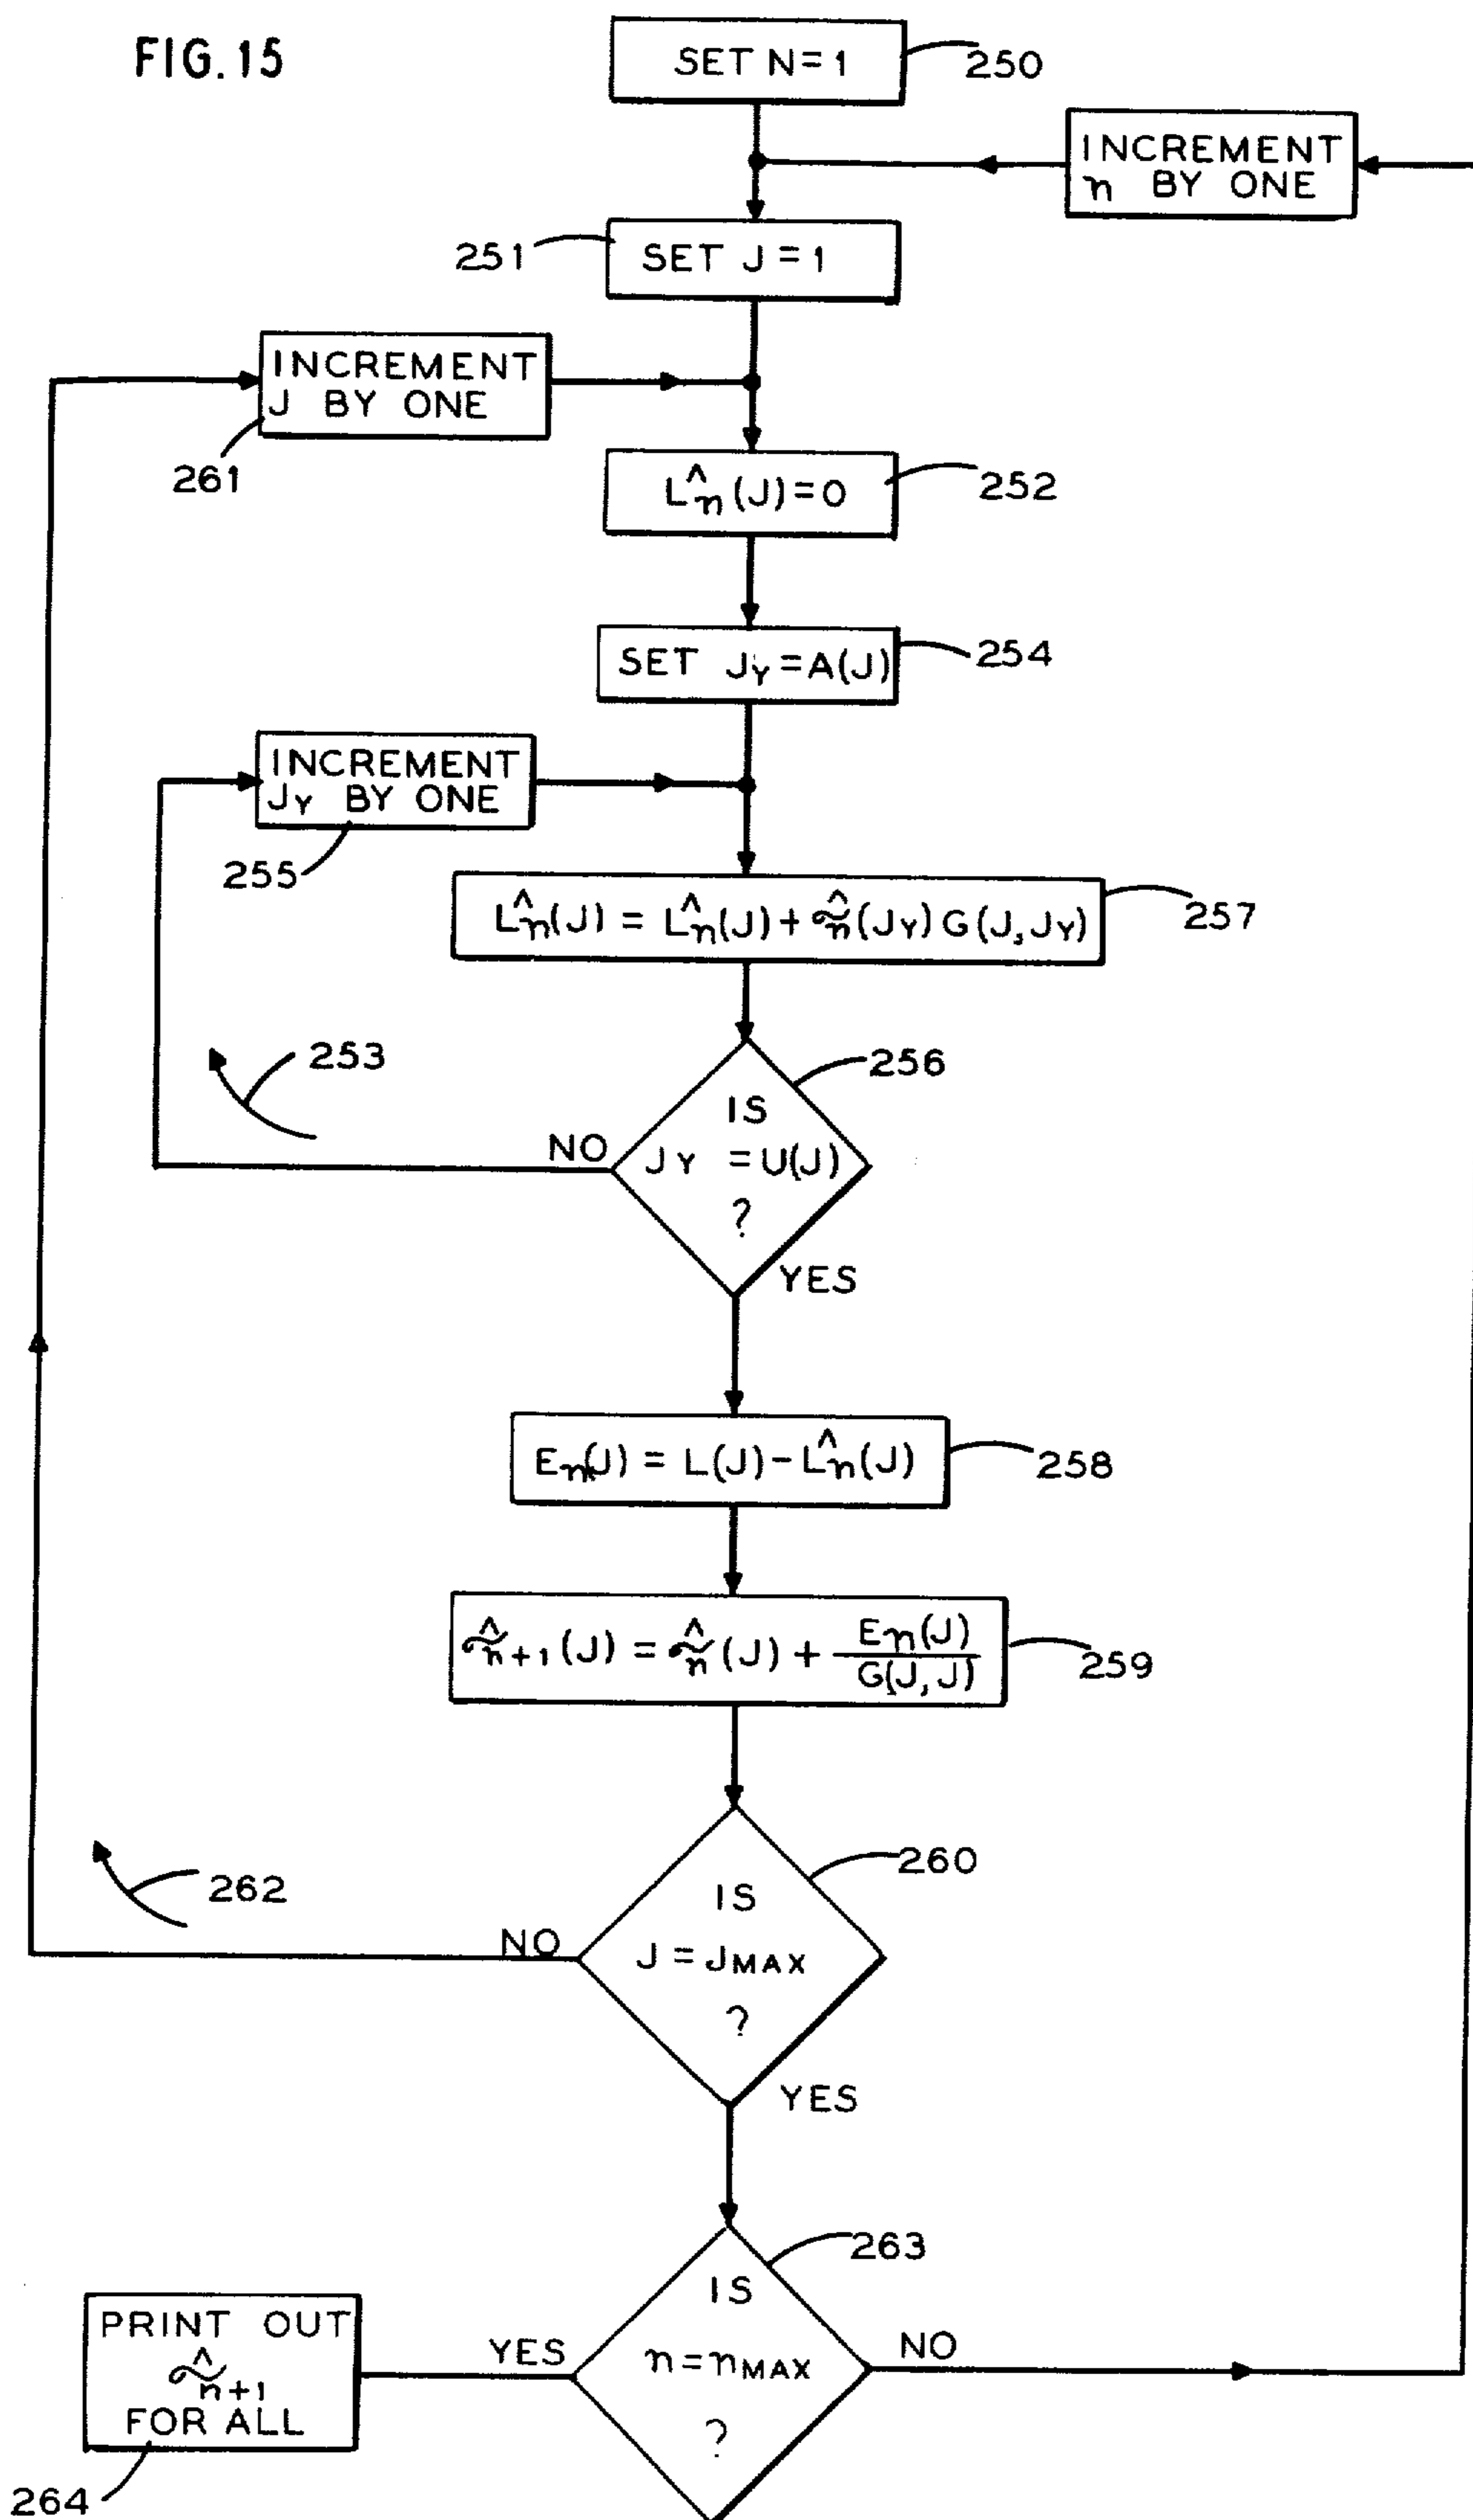 FIG. 15
SET N=1
250
INCREMENT
n BY ONE
251
SET J = 1
INCREMENT
J BY ONE
261
L̂n(J)=0
252
SET JY=A(J)
254
INCREMENT
JY BY ONE
255
L̂n(J) = L̂n(J) + σ̂n(JY) G(J,JY)
257
253
256
IS
JY = U(J)
?
NO
YES
En(J) = L(J) - L̂n(J)
258
σ̂n+1(J) = σ̂n(J) + En(J)
G(J,J)
259
260
262
IS
J = JMAX
?
NO
YES
263
IS
n = nMAX
?
YES
NO
PRINT OUT
σ̂n+1
FOR ALL
264